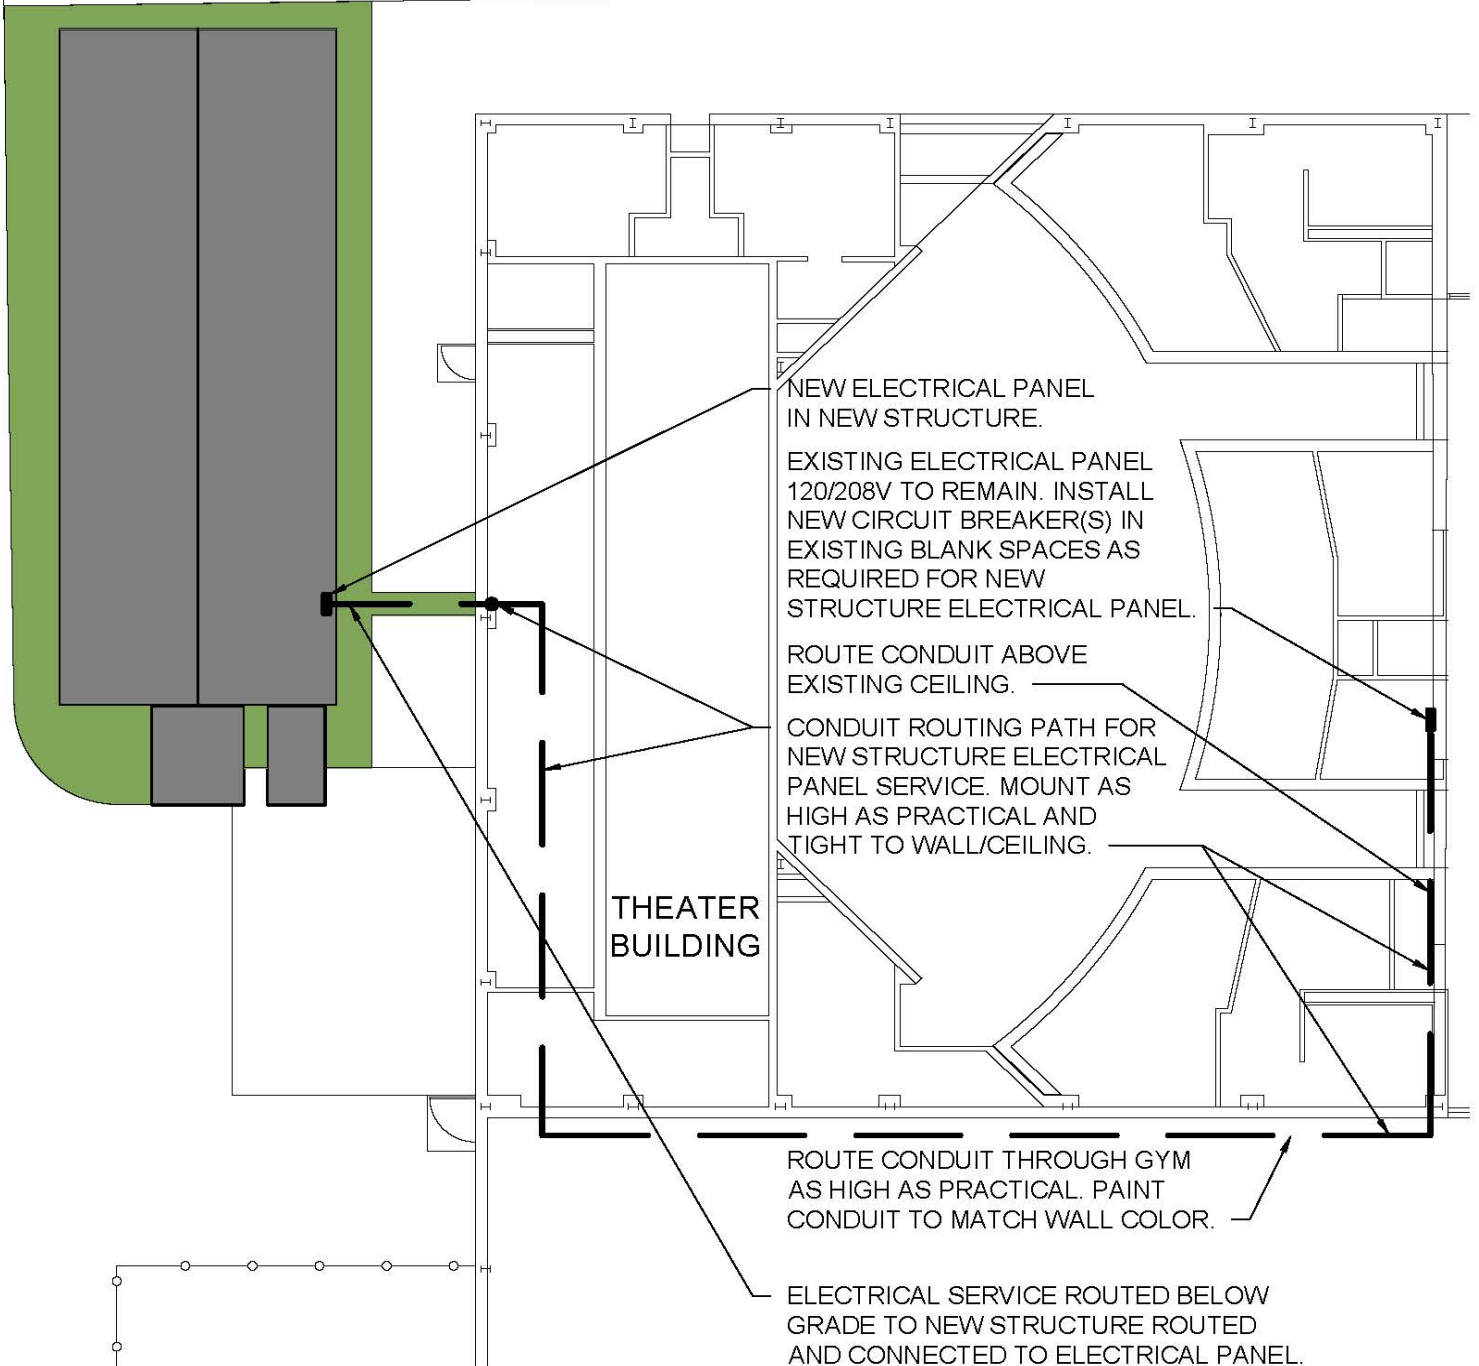 NEW ELECTRICAL PANEL
IN NEW STRUCTURE.
EXISTING ELECTRICAL PANEL
120/208V TO REMAIN. INSTALL
NEW CIRCUIT BREAKER(S) IN
EXISTING BLANK SPACES AS
REQUIRED FOR NEW
STRUCTURE ELECTRICAL PANEL.
ROUTE CONDUIT ABOVE
EXISTING CEILING.
CONDUIT ROUTING PATH FOR
NEW STRUCTURE ELECTRICAL
PANEL SERVICE. MOUNT AS
HIGH AS PRACTICAL AND
TIGHT TO WALL/CEILING.
THEATER
BUILDING
ROUTE CONDUIT THROUGH GYM
AS HIGH AS PRACTICAL. PAINT
CONDUIT TO MATCH WALL COLOR.
ELECTRICAL SERVICE ROUTED BELOW
GRADE TO NEW STRUCTURE ROUTED
AND CONNECTED TO ELECTRICAL PANEL.